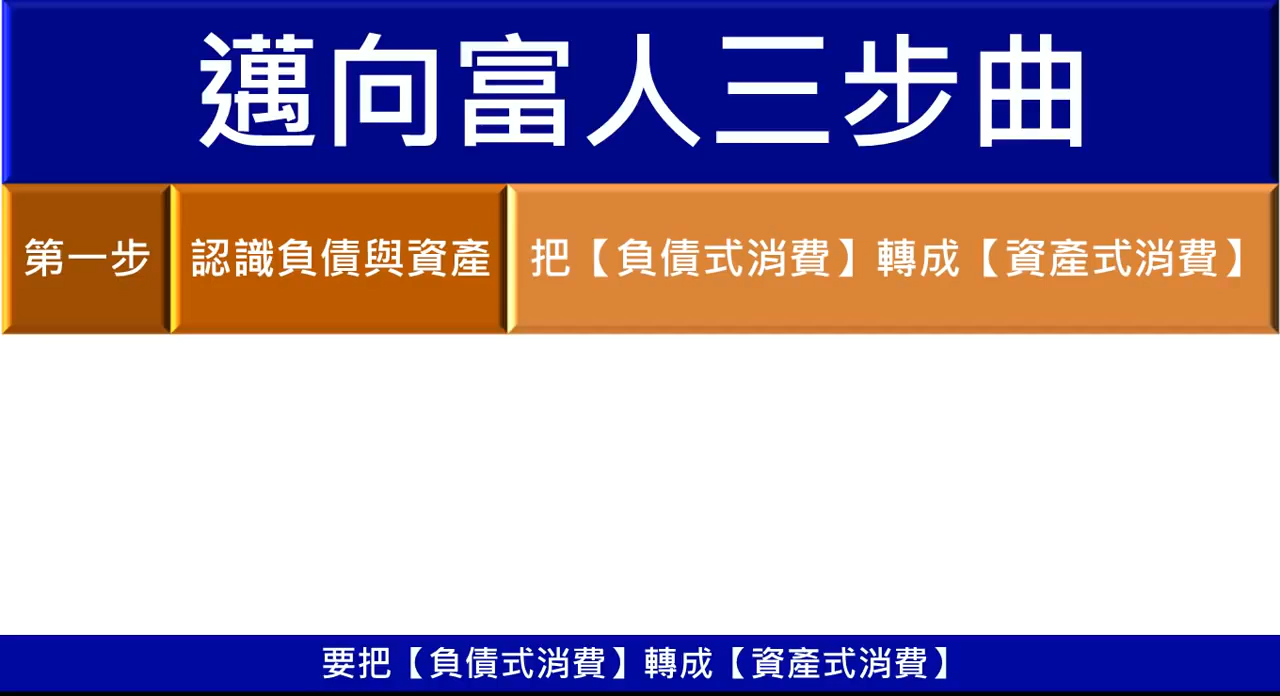 邁向富人三步曲
第一步 認識負債與資產 把【負債式消費】轉成【資產式消費】
要把【負債式消費】轉成【資產式消費】